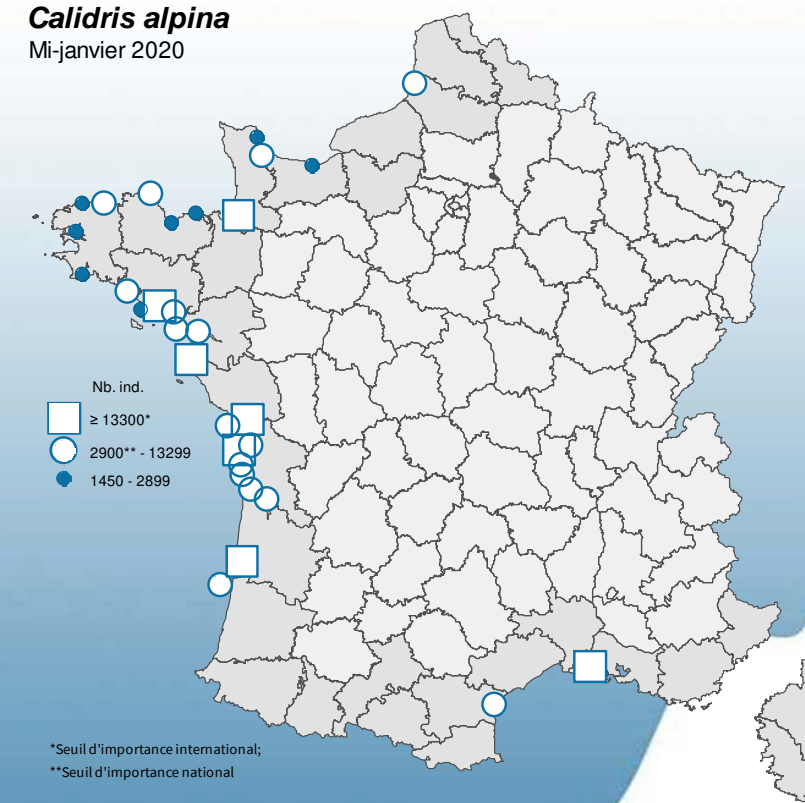 Calidris alpina
Mi-janvier 2020
Nb. ind.
≥ 13300*
2900** - 13299
1450 - 2899
*Seuil d'importance international;
**Seuil d'importance national